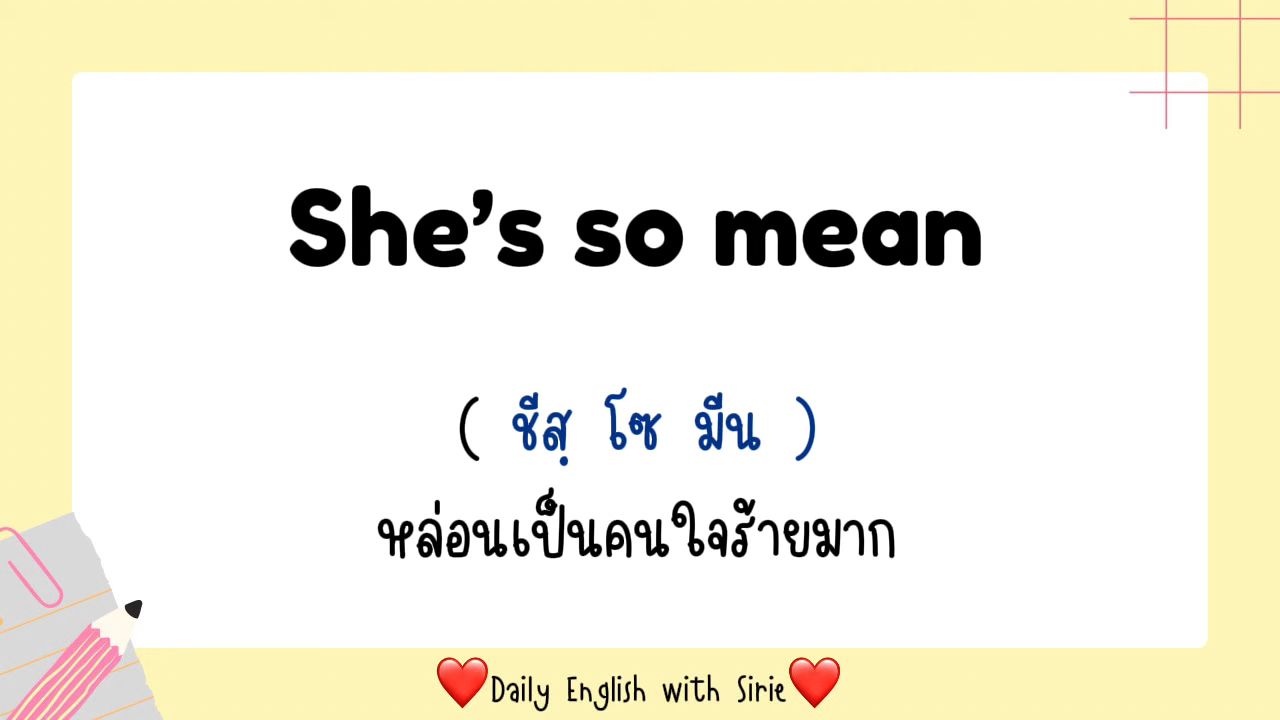 She’s so mean
( ชีสฺ โซ มีน )
หล่อนเป็นคนใจร้ายมาก
❤️Daily English with Sirie❤️